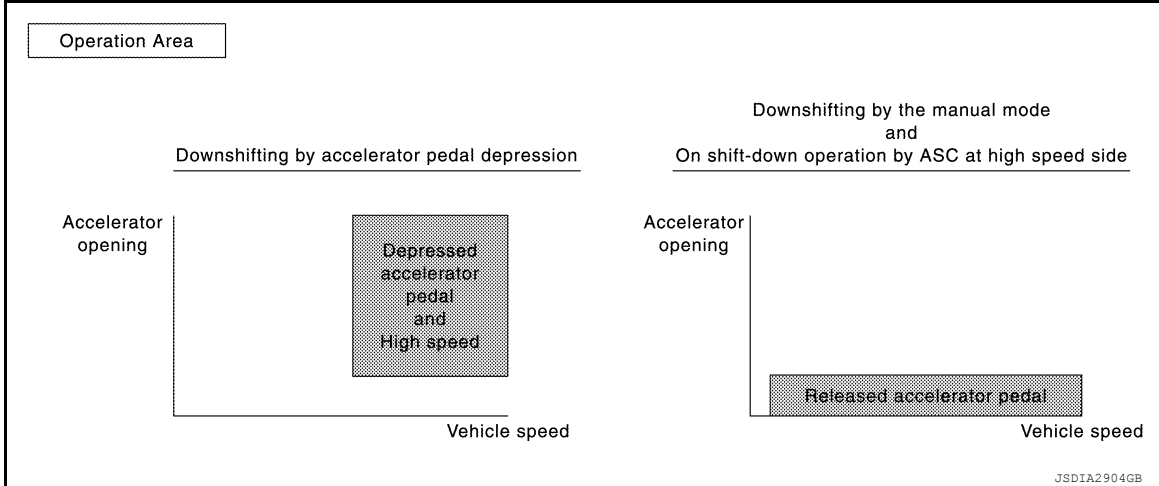 Operation Area
Downshifting by accelerator pedal depression
Accelerator
opening
Depressed
accelerator
pedal
and
High speed
Vehicle speed
Downshifting by the manual mode
and
On shift-down operation by ASC at high speed side
Accelerator
opening
Released accelerator pedal
Vehicle speed
JSDIA2904GB